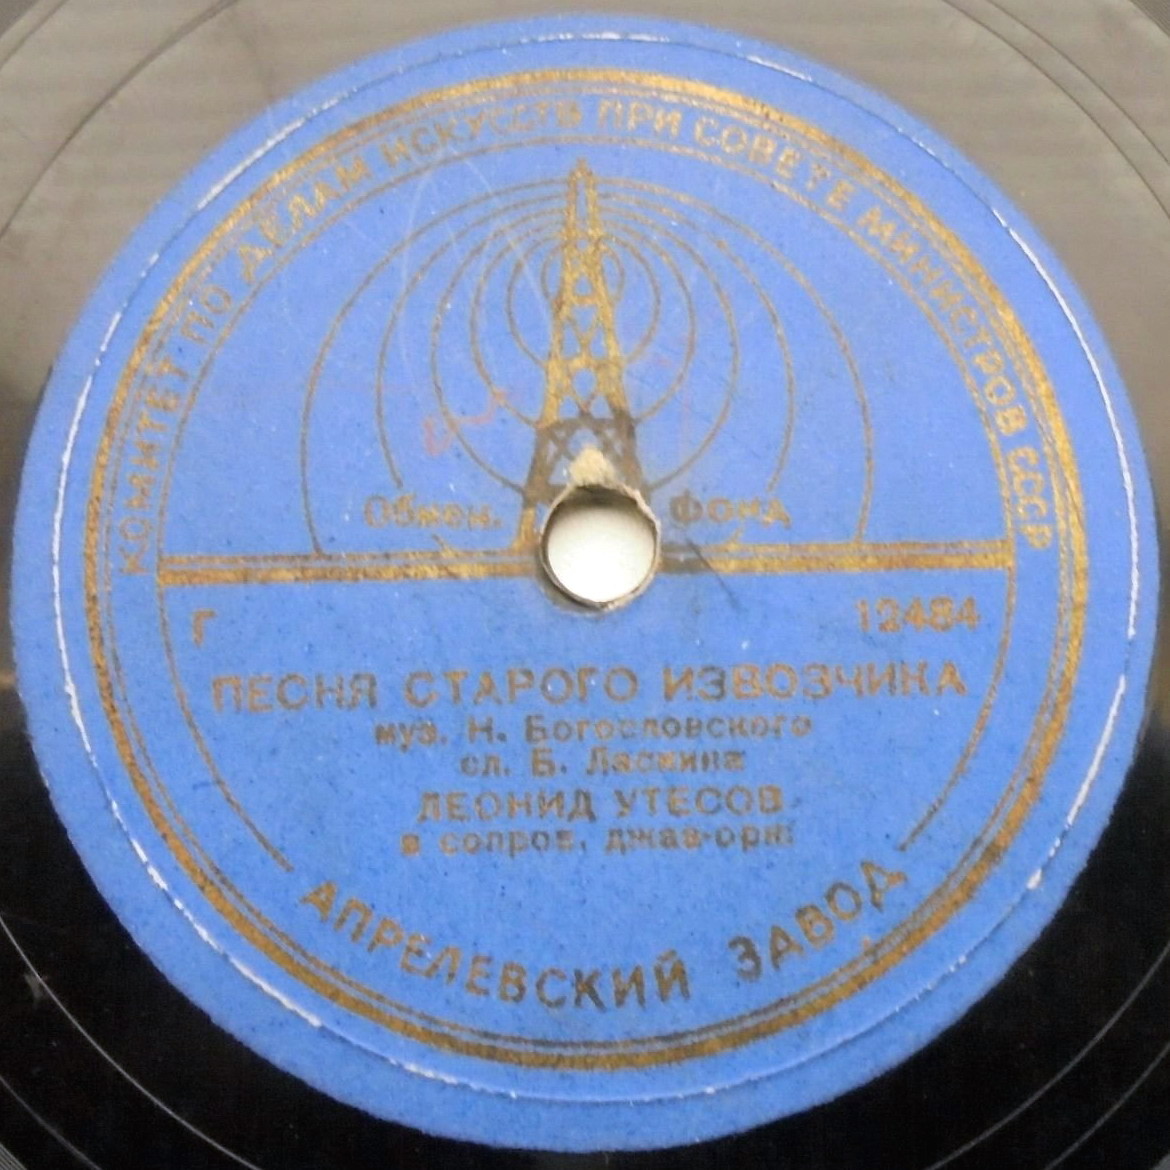 КОМИТЕТ ПО ДЕЛАМ ИСКУССТВ ПРИ СОВЕТЕ МИНИСТРОВ СССР
Обмен. Фонд
Г 12484
ПЕСНЯ СТАРОГО ИЗВОЗЧИКА
муз. Н. Богословского
сл. Б. Ласкина
ЛЕОНИД УТЕСОВ
в сопров. джаз-орк.
АПРЕЛЕВСКИЙ ЗАВОД